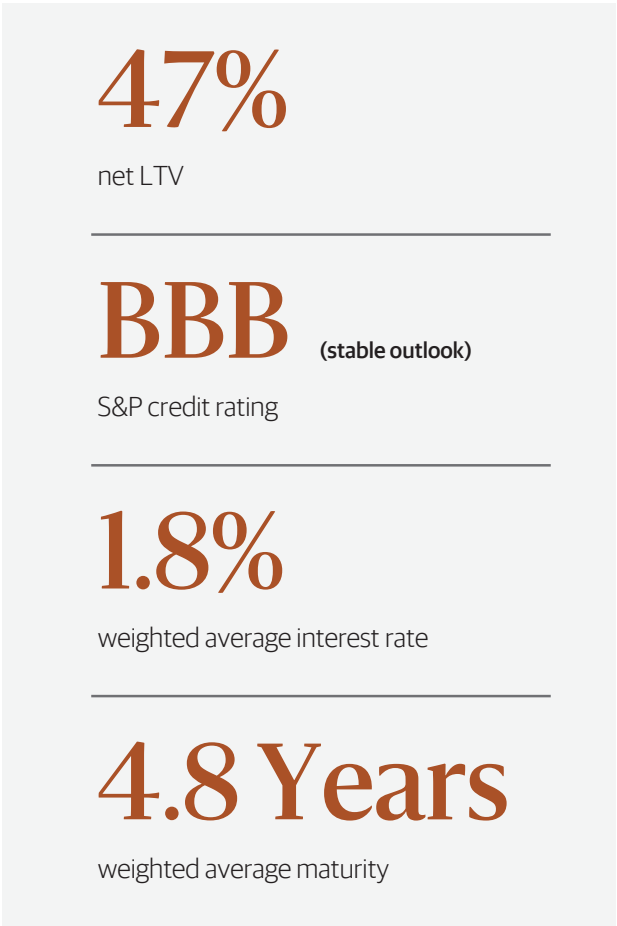 47%
net LTV
BBB (stable outlook)
S&P credit rating
1.8%
weighted average interest rate
4.8 Years
weighted average maturity